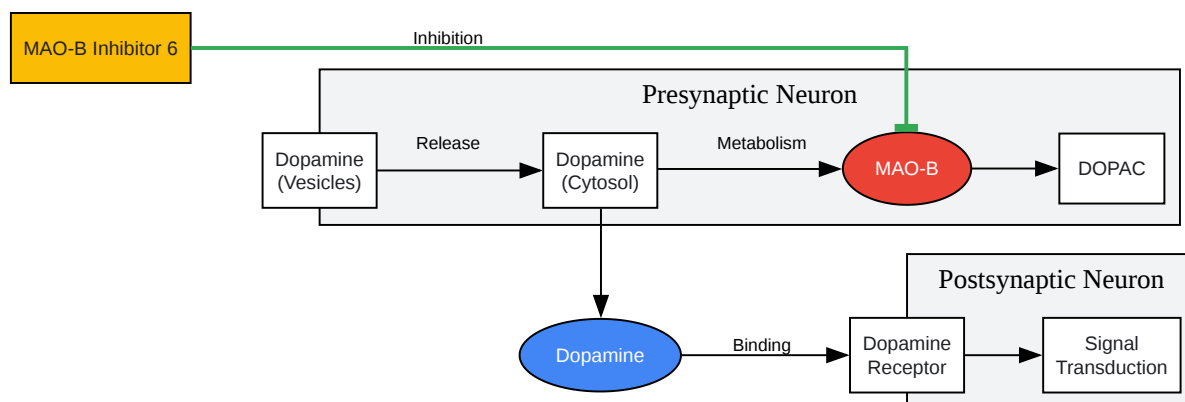 MAO-B Inhibitor 6
Inhibition
Presynaptic Neuron
Dopamine
(Vesicles)
Release
Dopamine
(Cytosol)
Metabolism
MAO-B
DOPAC
Postsynaptic Neuron
Dopamine
Binding
Dopamine
Receptor
Signal
Transduction